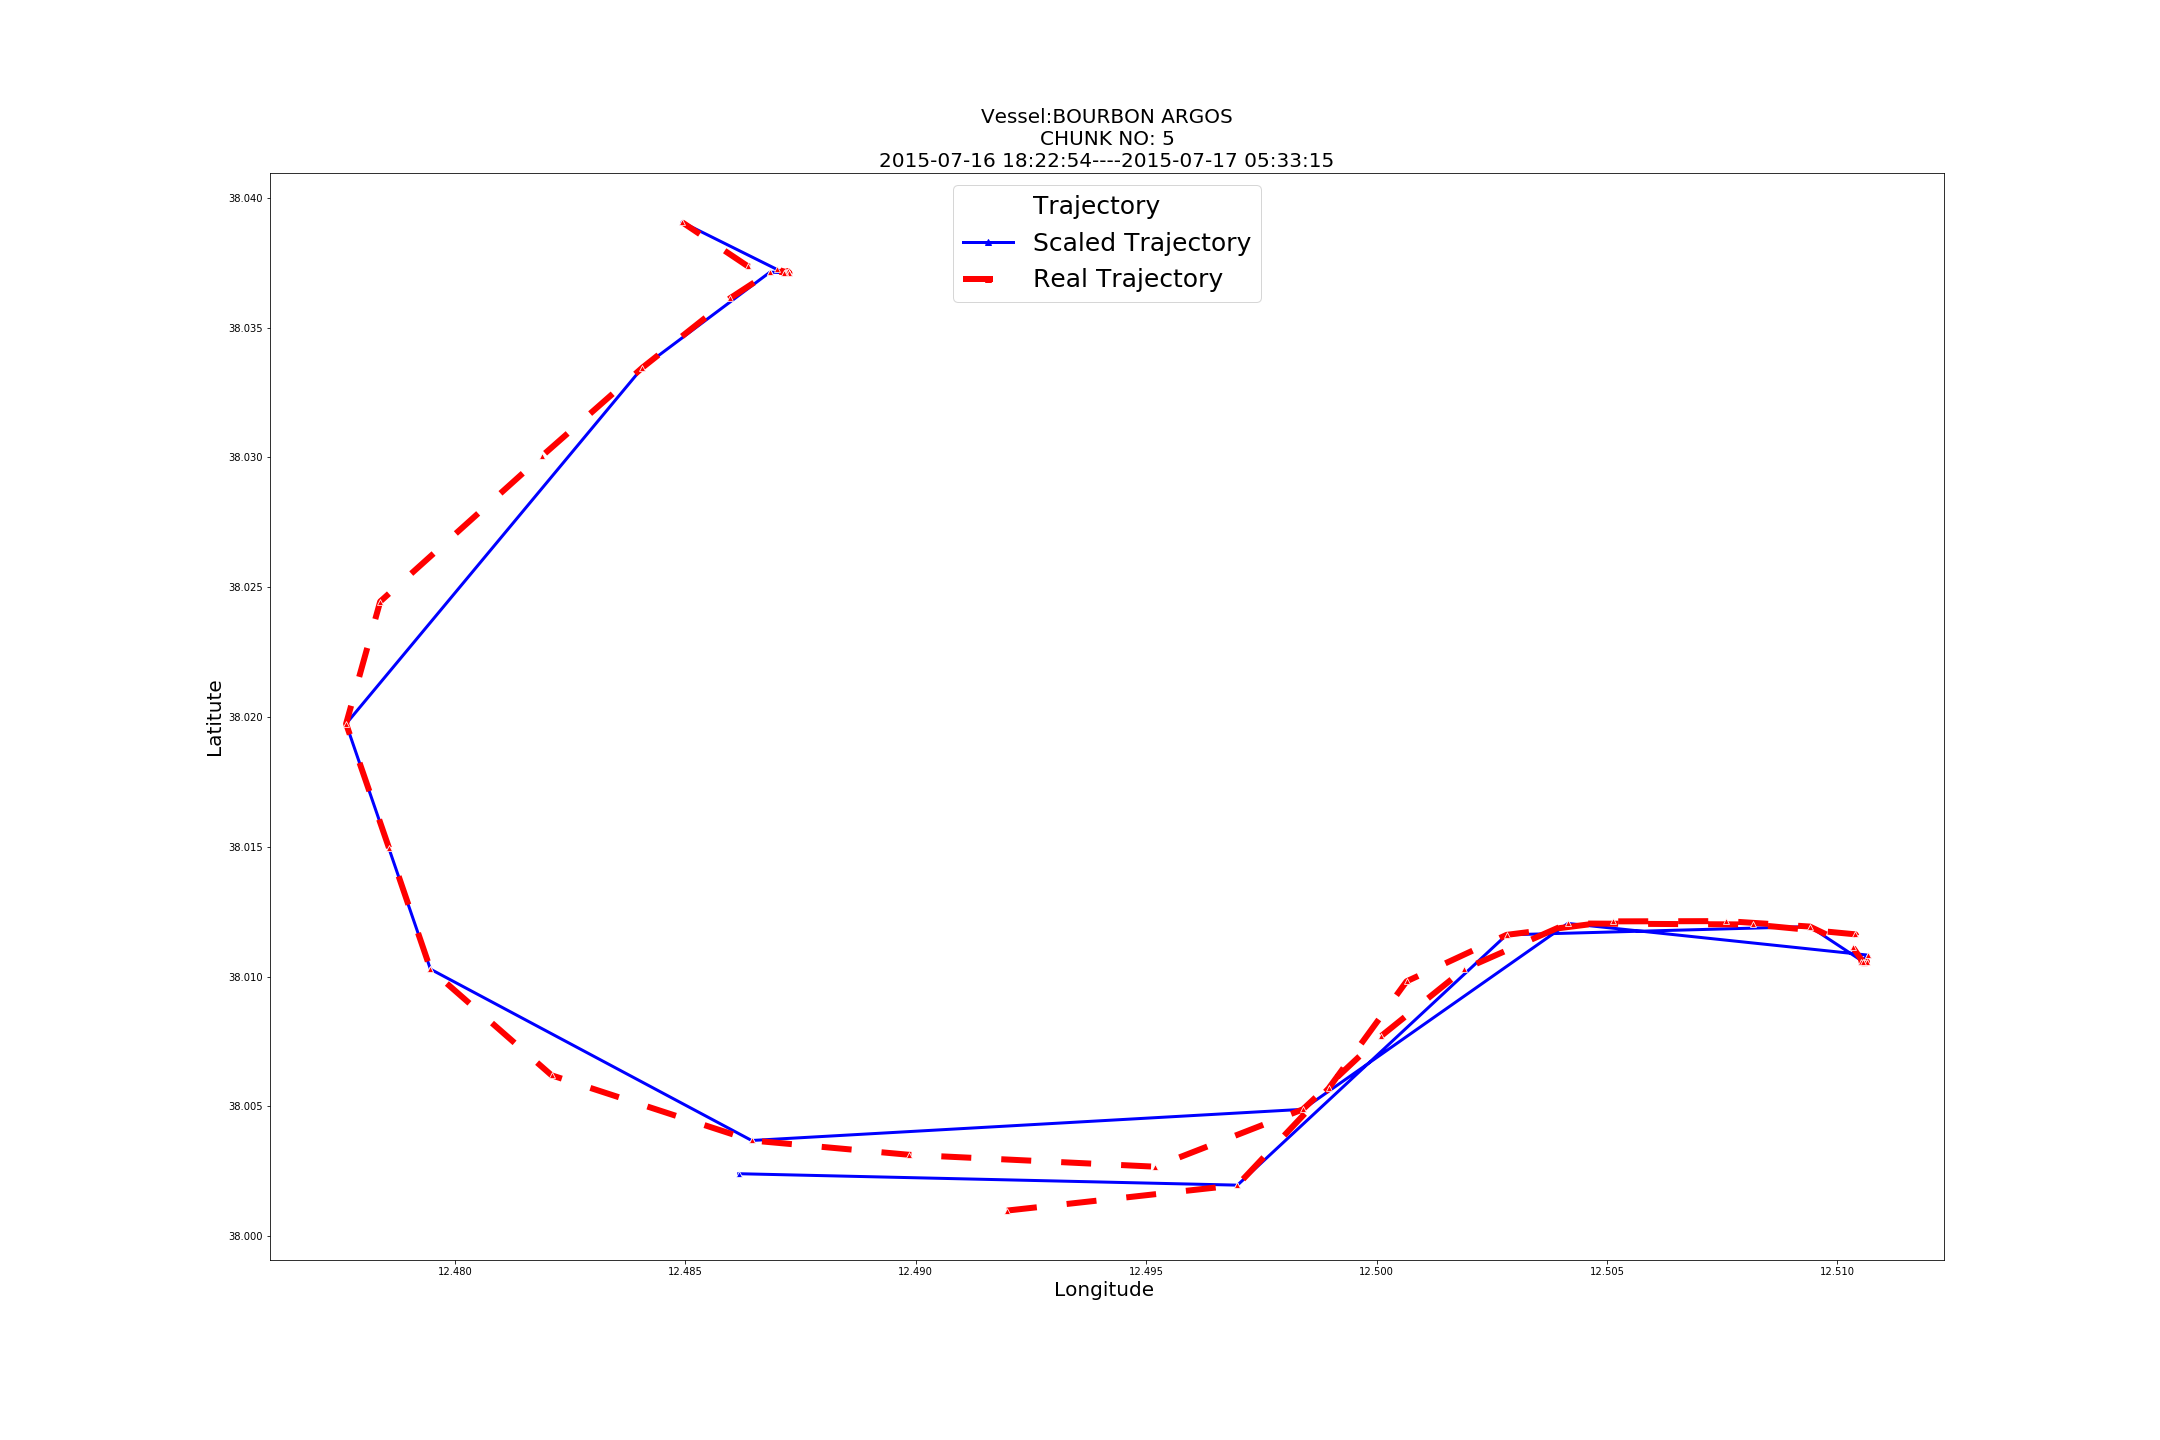 Vessel:BOURBON ARGOS
CHUNK NO: 5
2015-07-16 18:22:54----2015-07-17 05:33:15
Trajectory
Scaled Trajectory
Real Trajectory
38.040
38.035
38.030
38.025
38.020
38.015
38.010
38.005
38.000
Latitute
12.480 12.485 12.490 12.495 12.500 12.505 12.510
Longitude